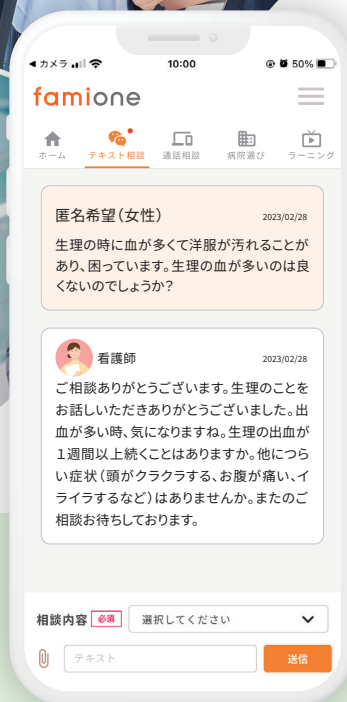 カメラ 10:00 50%
famione
ホーム テキスト相談 通話相談 病院選び ラーニング
匿名希望(女性) 2023/02/28
生理の時に血が多くて洋服が汚れることが
あり、困っています。生理の血が多いのは良
くないのでしょうか?
看護師 2023/02/28
ご相談ありがとうございます。生理のことを
お話しいただきありがとうございました。出
血が多い時、気になりますね。生理の出血が
1週間以上続くことはありますか。他につら
い症状(頭がクラクラする、お腹が痛い、イ
ライラするなど)はありませんか。またのご
相談お待ちしております。
相談内容 必須 選択してください
テキスト 送信